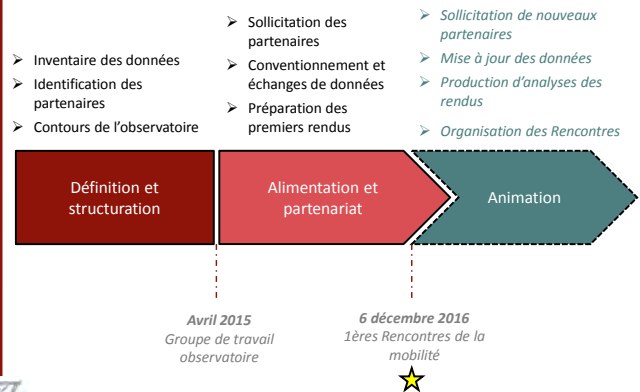 ➢ Inventaire des données
➢ Identification des
partenaires
➢ Contours de l'observatoire
➢ Sollicitation des
partenaires
➢ Conventionnement et
échanges de données
➢ Préparation des
premiers rendus
➢ Sollicitation de nouveaux
partenaires
➢ Mise à jour des données
➢ Production d'analyses des
rendus
➢ Organisation des Rencontres
Définition et
structuration
Alimentation et
partenariat
Animation
Avril 2015
Groupe de travail
observatoire
6 décembre 2016
1ères Rencontres de la
mobilité